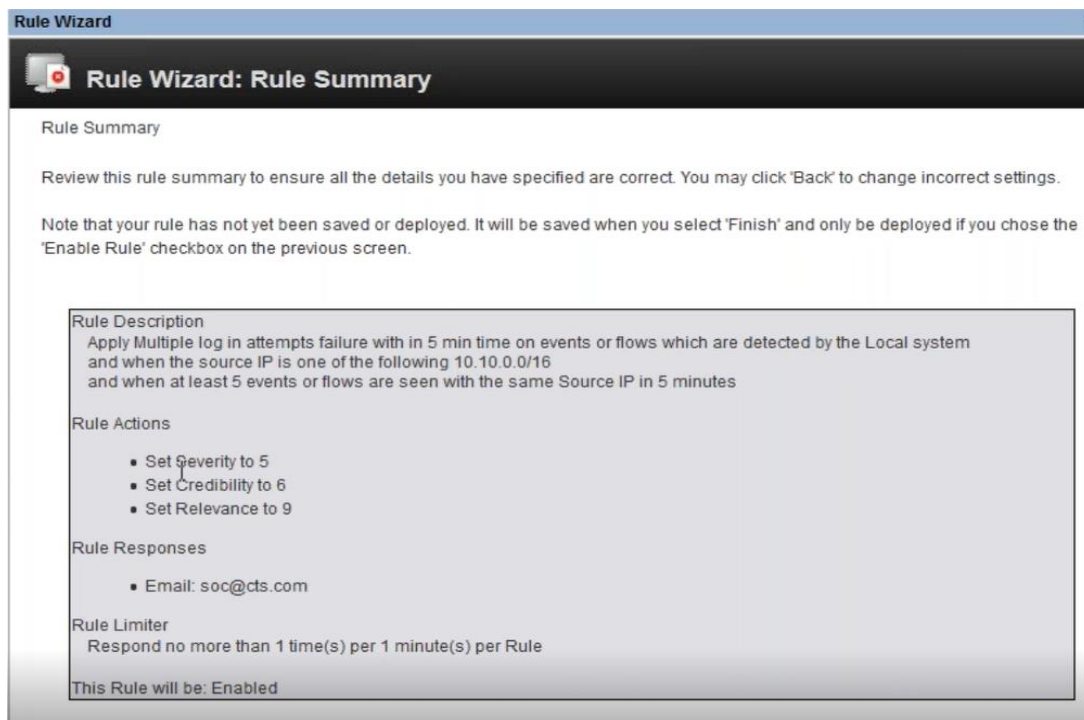 Rule Wizard
Rule Wizard: Rule Summary
Rule Summary
Review this rule summary to ensure all the details you have specified are correct. You may click 'Back' to change incorrect settings.
Note that your rule has not yet been saved or deployed. It will be saved when you select 'Finish' and only be deployed if you chose the
'Enable Rule' checkbox on the previous screen.
Rule Description
Apply Multiple log in attempts failure with in 5 min time on events or flows which are detected by the Local system
and when the source IP is one of the following 10.10.0.0/16
and when at least 5 events or flows are seen with the same Source IP in 5 minutes
Rule Actions
• Set Severity to 5
• Set Credibility to 6
• Set Relevance to 9
Rule Responses
• Email: soc@cts.com
Rule Limiter
Respond no more than 1 time(s) per 1 minute(s) per Rule
This Rule will be: Enabled